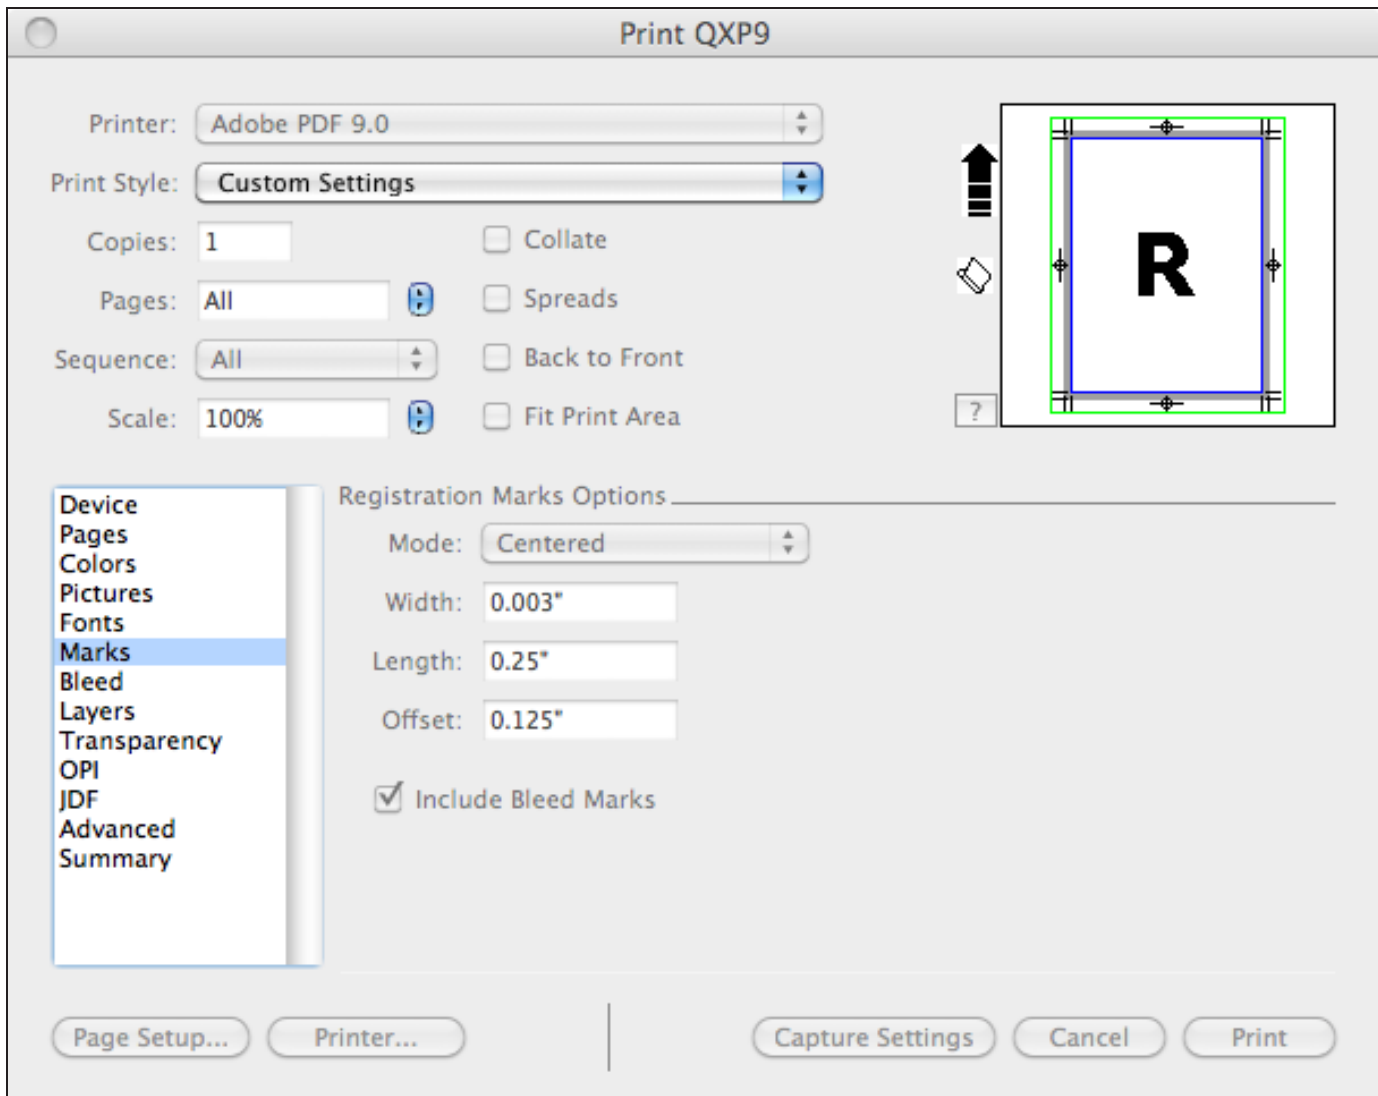 Print QXP9
Printer: Adobe PDF 9.0
Print Style: Custom Settings
Copies: 1 Collate
Pages: All Spreads
Sequence: All Back to Front
Scale: 100% Fit Print Area
?
R
Device
Pages
Colors
Pictures
Fonts
Marks
Bleed
Layers
Transparency
OPI
JDF
Advanced
Summary
Registration Marks Options
Mode: Centered
Width: 0.003"
Length: 0.25"
Offset: 0.125"
Include Bleed Marks
Page Setup... Printer... Capture Settings Cancel Print